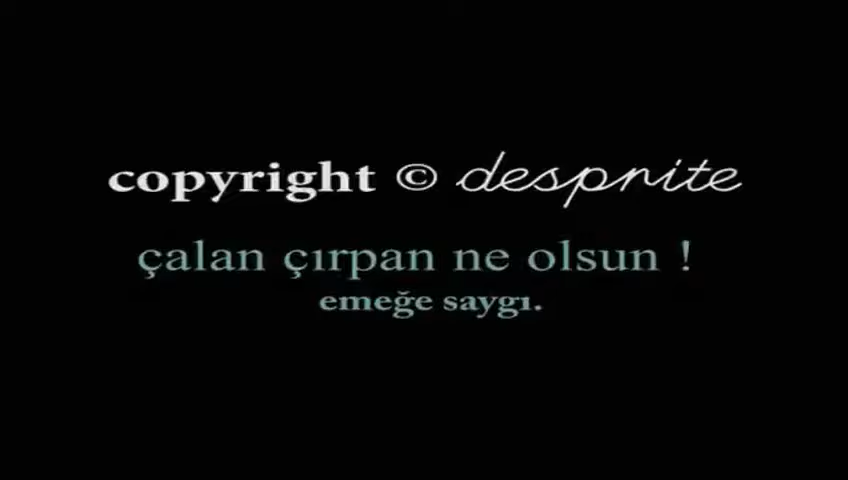 copyright © desprite
çalan çırpan ne olsun !
emeğe saygı.